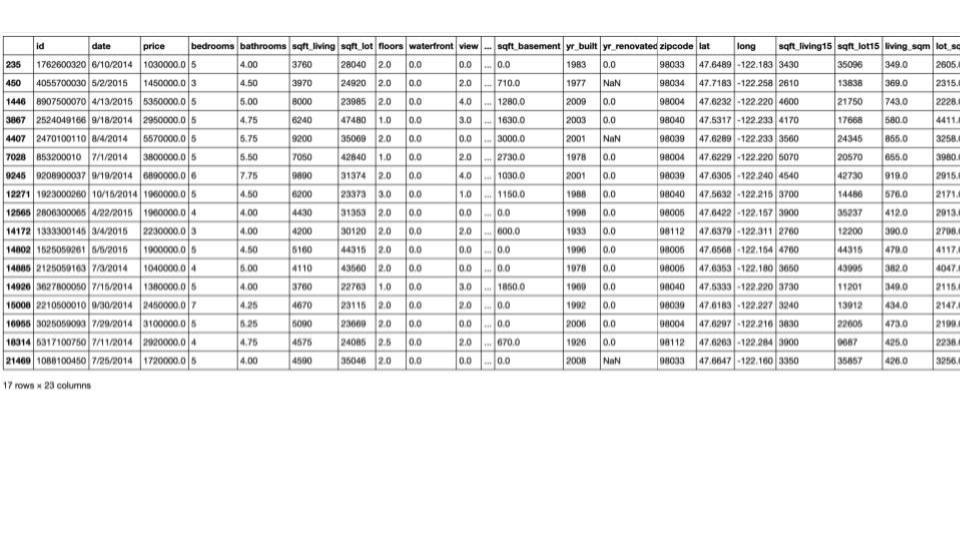 id date price bedrooms bathrooms sqft_living sqft_lot floors waterfront view ... sqft_basement yr_built yr_renovated zipcode lat long sqft_living15 sqft_lot15 living_sqm lot_sq
235 1762600320 6/10/2014 1030000.0 5 4.00 3760 28040 2.0 0.0 0.0 ... 0.0 1983 0.0 98033 47.6489 -122.183 3430 35096 349.0 2605.
450 4055700030 5/2/2015 1450000.0 3 4.50 3970 24920 2.0 0.0 2.0 ... 710.0 1977 NaN 98034 47.7183 -122.258 2610 13838 369.0 2315.
1446 8907500070 4/13/2015 5350000.0 5 5.00 8000 23985 2.0 0.0 4.0 ... 1280.0 2009 0.0 98004 47.6232 -122.220 4600 21750 743.0 2228.
3867 2524049166 9/18/2014 2950000.0 5 4.75 6240 47480 1.0 0.0 3.0 ... 1630.0 2003 0.0 98040 47.5317 -122.233 4170 17668 580.0 4411.
4407 2470100110 8/4/2014 5570000.0 5 5.75 9200 35069 2.0 0.0 0.0 ... 3000.0 2001 NaN 98039 47.6289 -122.233 3560 24345 855.0 3258.
7028 853200010 7/1/2014 3800000.0 5 5.50 7050 42840 1.0 0.0 2.0 ... 2730.0 1978 0.0 98004 47.6229 -122.220 5070 20570 655.0 3980.
9245 9208900037 9/19/2014 6890000.0 6 7.75 9890 31374 2.0 0.0 4.0 ... 1030.0 2001 0.0 98039 47.6305 -122.240 4540 42730 919.0 2915.
12271 1923000260 10/15/2014 1960000.0 5 4.50 6200 23373 3.0 0.0 1.0 ... 1150.0 1988 0.0 98040 47.5632 -122.215 3700 14486 576.0 2171.
12565 2806300065 4/22/2015 1960000.0 4 4.00 4430 31353 2.0 0.0 0.0 ... 0.0 1998 0.0 98005 47.6422 -122.157 3900 35237 412.0 2913.
14172 1333300145 3/4/2015 2230000.0 3 4.00 4200 30120 2.0 0.0 2.0 ... 600.0 1933 0.0 98112 47.6379 -122.311 2760 12200 390.0 2798.
14802 1525059261 5/5/2015 1900000.0 5 4.50 5160 44315 2.0 0.0 0.0 ... 0.0 1996 0.0 98005 47.6568 -122.154 4760 44315 479.0 4117.
14885 2125059163 7/3/2014 1040000.0 4 5.00 4110 43560 2.0 0.0 0.0 ... 0.0 1978 0.0 98005 47.6353 -122.180 3650 43995 382.0 4047.
14926 3627800050 7/15/2014 1380000.0 5 4.00 3760 22763 1.0 0.0 3.0 ... 1850.0 1969 0.0 98040 47.5333 -122.220 3730 11201 349.0 2115.
15008 2210500010 9/30/2014 2450000.0 7 4.25 4670 23115 2.0 0.0 2.0 ... 0.0 1992 0.0 98039 47.6183 -122.227 3240 13912 434.0 2147.
16955 3025059093 7/29/2014 3100000.0 5 5.25 5090 23669 2.0 0.0 0.0 ... 0.0 2006 0.0 98004 47.6297 -122.216 3830 22605 473.0 2199.
18314 5317100750 7/11/2014 2920000.0 4 4.75 4575 24085 2.5 0.0 2.0 ... 670.0 1926 0.0 98112 47.6263 -122.284 3900 9687 425.0 2238.
21469 1088100450 7/25/2014 1720000.0 5 4.00 4590 35046 2.0 0.0 0.0 ... 0.0 2008 NaN 98033 47.6647 -122.160 3350 35857 426.0 3256.
17 rows × 23 columns